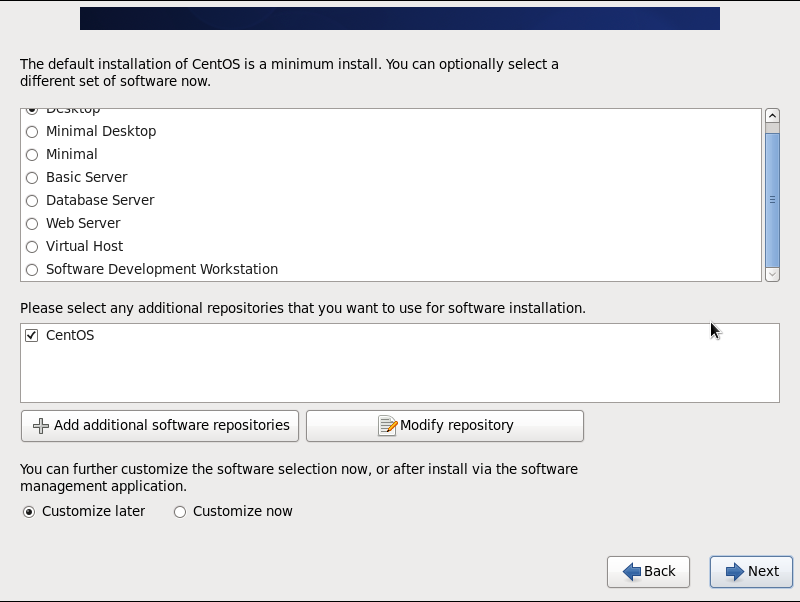 The default installation of CentOS is a minimum install. You can optionally select a
different set of software now.
Desktop
Minimal Desktop
Minimal
Basic Server
Database Server
Web Server
Virtual Host
Software Development Workstation
Please select any additional repositories that you want to use for software installation.
CentOS
Add additional software repositories
Modify repository
You can further customize the software selection now, or after install via the software
management application.
Customize later
Customize now
Back
Next